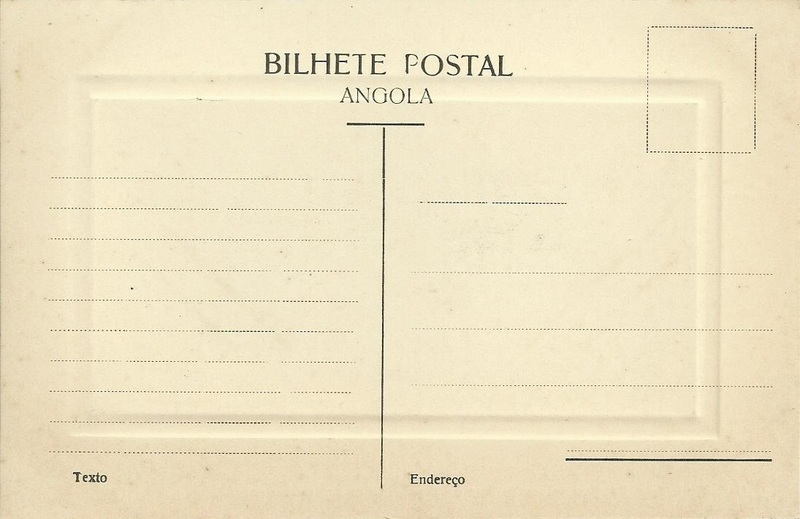 BILHETE POSTAL
ANGOLA
Texto
Endereço